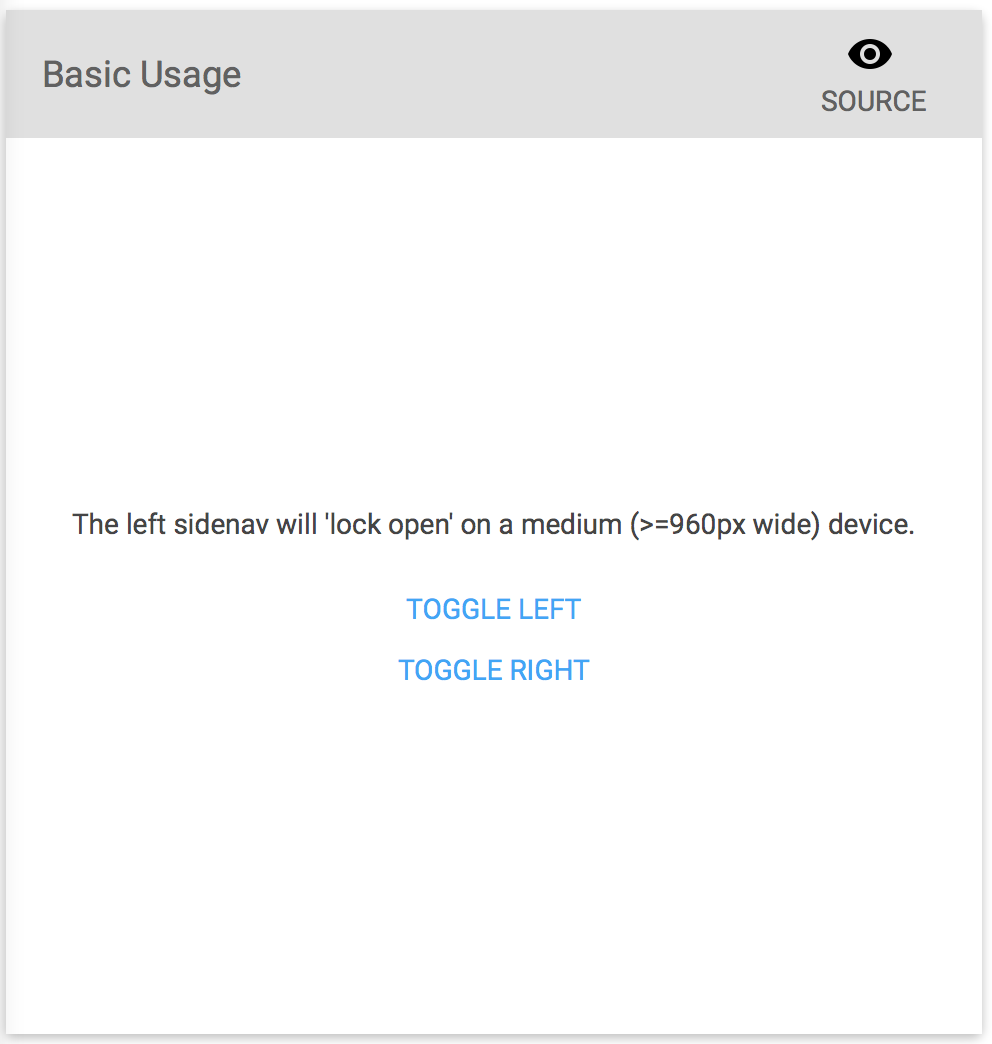 Basic Usage
SOURCE
The left sidenav will 'lock open' on a medium (>=960px wide) device.
TOGGLE LEFT
TOGGLE RIGHT